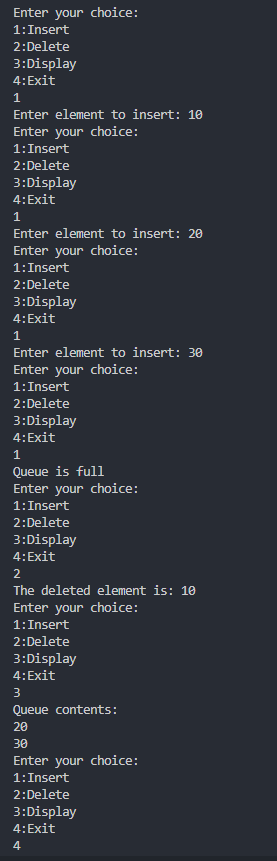 Enter your choice:
1:Insert
2:Delete
3:Display
4:Exit
1
Enter element to insert: 10
Enter your choice:
1:Insert
2:Delete
3:Display
4:Exit
1
Enter element to insert: 20
Enter your choice:
1:Insert
2:Delete
3:Display
4:Exit
1
Enter element to insert: 30
Enter your choice:
1:Insert
2:Delete
3:Display
4:Exit
1
Queue is full
Enter your choice:
1:Insert
2:Delete
3:Display
4:Exit
2
The deleted element is: 10
Enter your choice:
1:Insert
2:Delete
3:Display
4:Exit
3
Queue contents:
20
30
Enter your choice:
1:Insert
2:Delete
3:Display
4:Exit
4